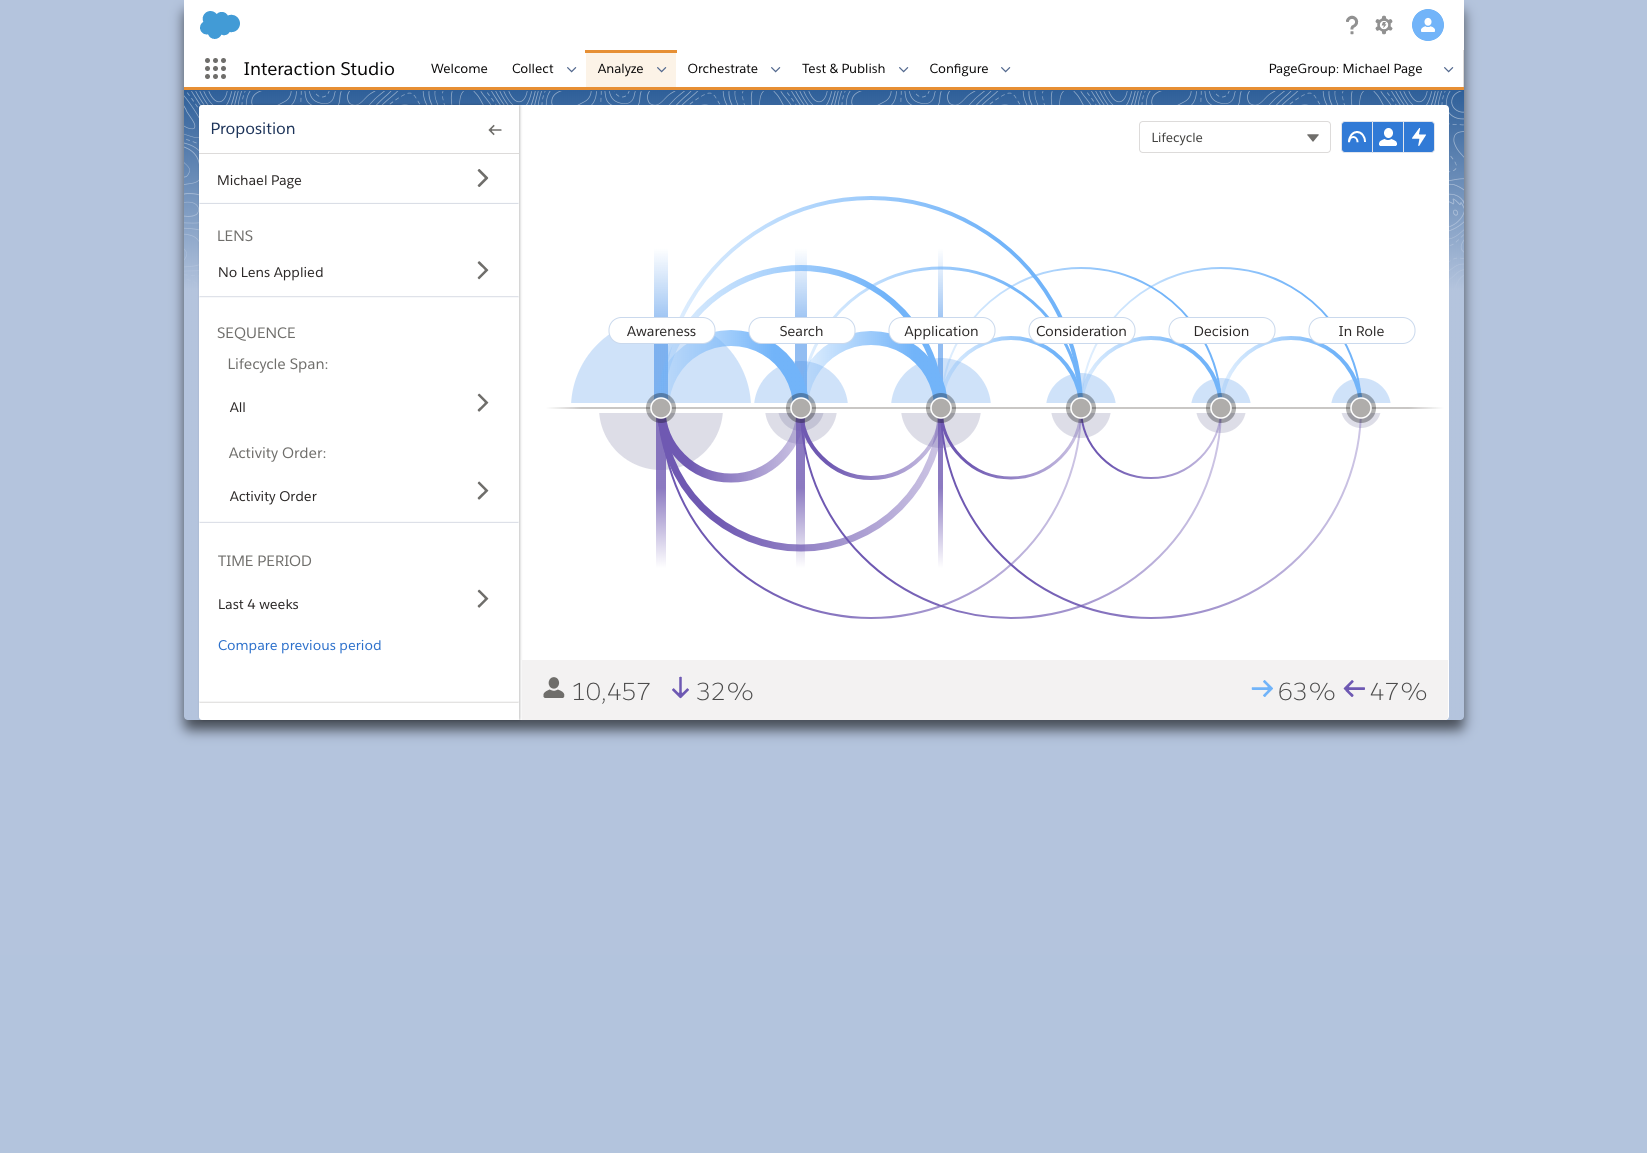 ?
Interaction Studio Welcome Collect Analyze Orchestrate Test & Publish Configure PageGroup: Michael Page
Proposition
Lifecycle
Michael Page
LENS
No Lens Applied
SEQUENCE
Lifecycle Span:
All
Activity Order:
Activity Order
TIME PERIOD
Last 4 weeks
Compare previous period
Awareness Search Application Consideration Decision In Role
10,457 32% 63% 47%